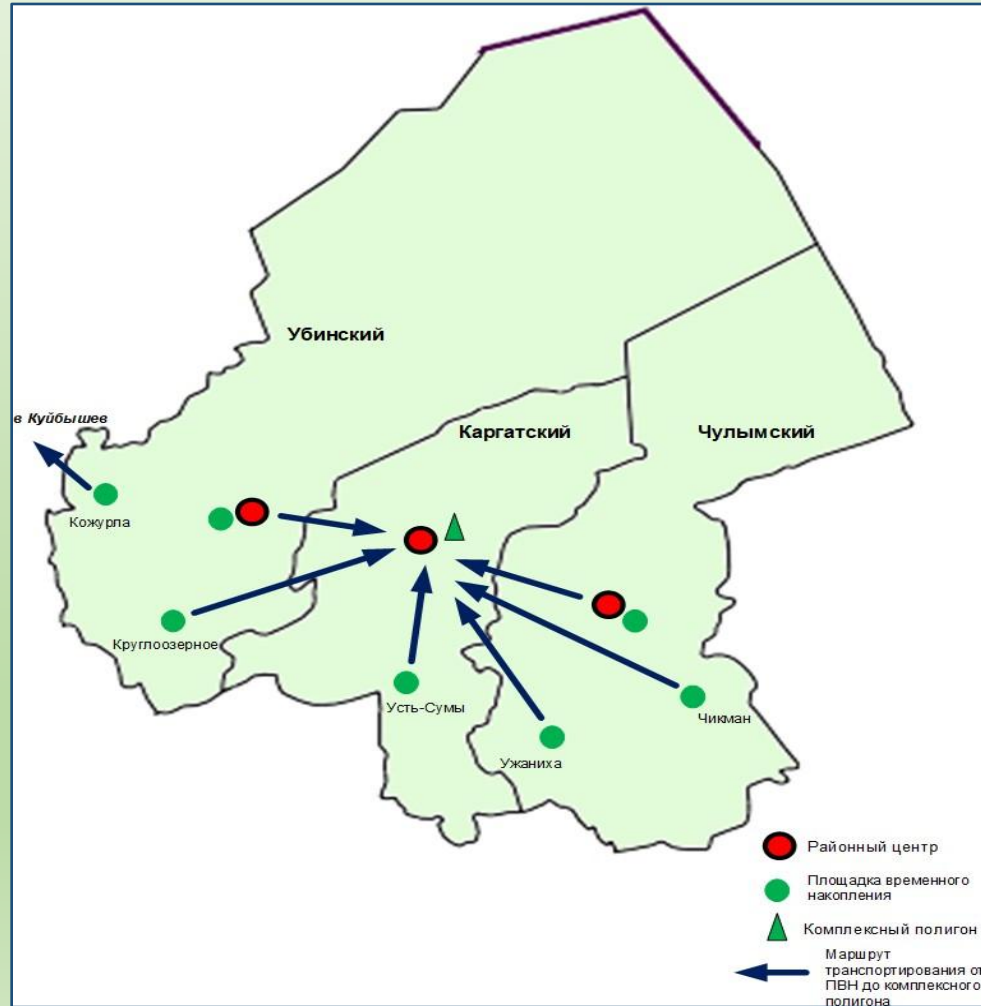 Убинский
в Куйбышев
Каргатский
Чулымский
Кожурла
Круглоозерное
Усть-Сумы
Чикман
Ужаниха
Районный центр
Площадка временного
накопления
Комплексный полигон
Маршрут
транспортирования от
ПВН до комплексного
полигона